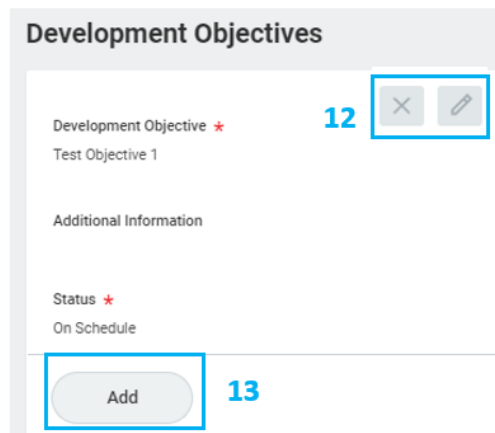 Development Objectives
12
Development Objective *
Test Objective 1
Additional Information
Status *
On Schedule
Add
13